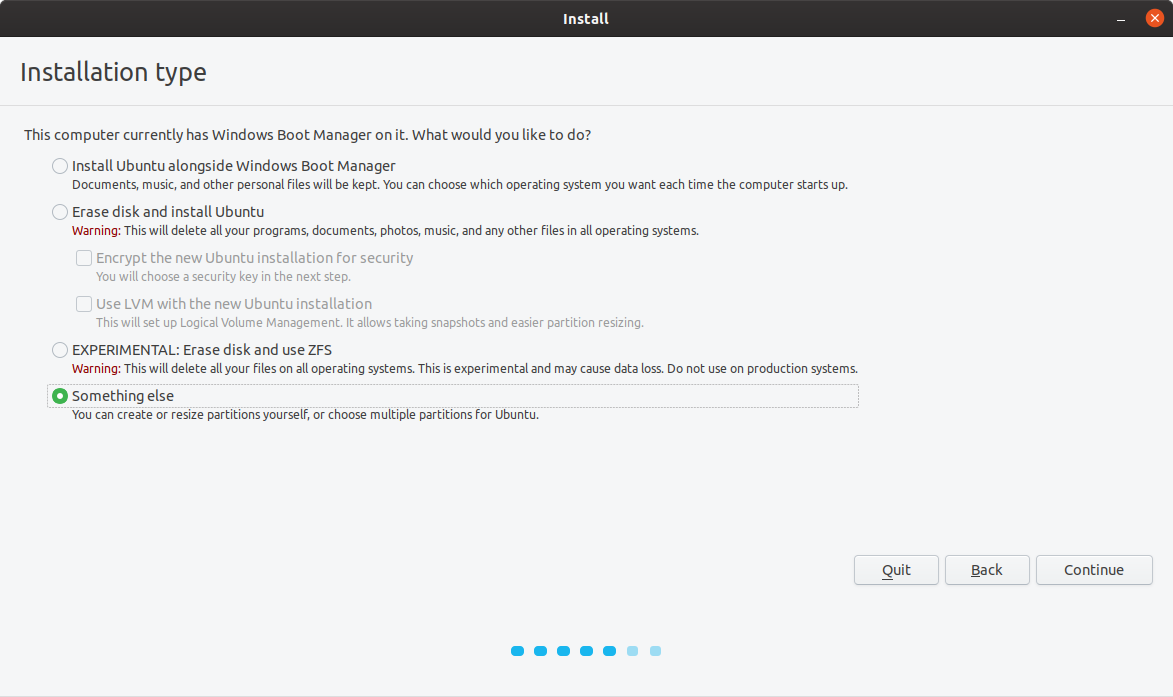 Install
Installation type
This computer currently has Windows Boot Manager on it. What would you like to do?
Install Ubuntu alongside Windows Boot Manager
Documents, music, and other personal files will be kept. You can choose which operating system you want each time the computer starts up.
Erase disk and install Ubuntu
Warning: This will delete all your programs, documents, photos, music, and any other files in all operating systems.
Encrypt the new Ubuntu installation for security
You will choose a security key in the next step.
Use LVM with the new Ubuntu installation
This will set up Logical Volume Management. It allows taking snapshots and easier partition resizing.
EXPERIMENTAL: Erase disk and use ZFS
Warning: This will delete all your files on all operating systems. This is experimental and may cause data loss. Do not use on production systems.
Something else
You can create or resize partitions yourself, or choose multiple partitions for Ubuntu.
Quit Back Continue